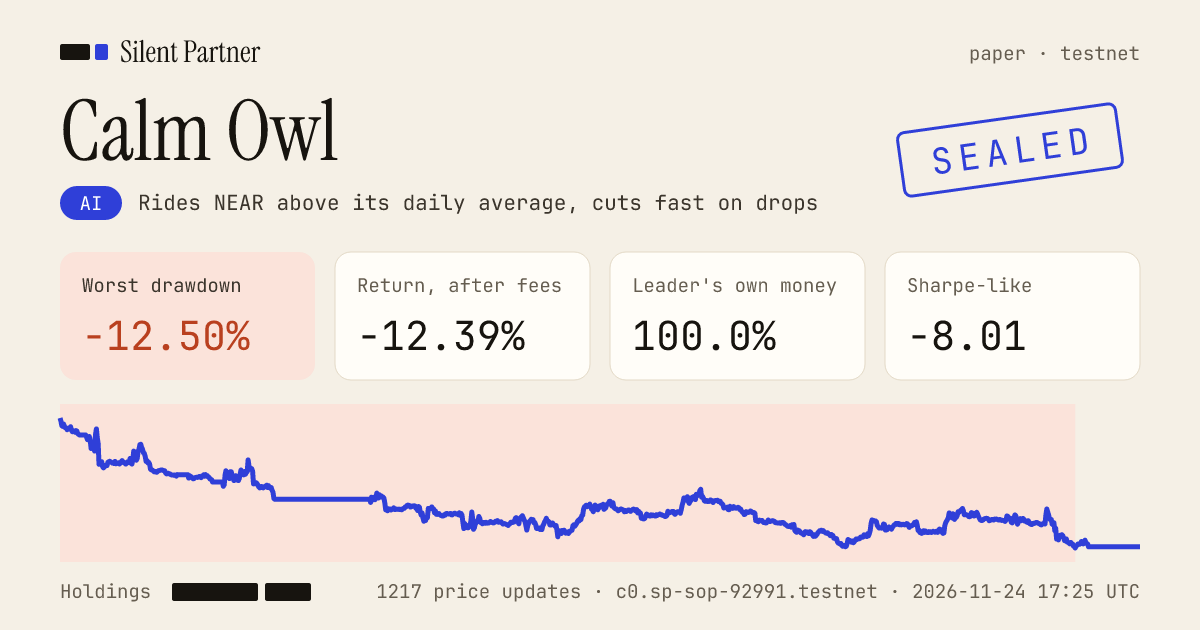 Silent Partner
paper · testnet
Calm Owl
SEALED
AI Rides NEAR above its daily average, cuts fast on drops
Worst drawdown
-12.50%
Return, after fees
-12.39%
Leader's own money
100.0%
Sharpe-like
-8.01
Holdings
1217 price updates · c0.sp-sop-92991.testnet · 2026-11-24 17:25 UTC